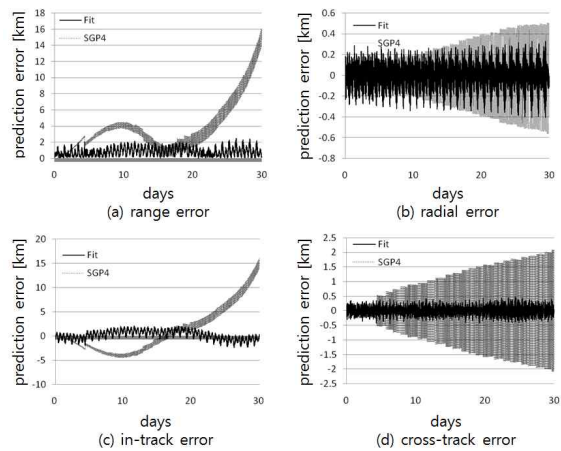 prediction error [km]
18
16
14
12
10
8
6
4
2
0
Fit
SGP4
0
10
20
30
days
(a) range error
prediction error [km]
0.6
0.4
0.2
0
-0.2
-0.4
-0.6
-0.8
Fit
SGP4
0
10
20
30
days
(b) radial error
prediction error [km]
20
15
10
5
0
-5
-10
Fit
SGP4
0
10
20
30
days
(c) in-track error
prediction error [km]
2.5
2
1.5
1
0.5
0
-0.5
-1
-1.5
-2
-2.5
Fit
SGP4
0
10
20
30
days
(d) cross-track error